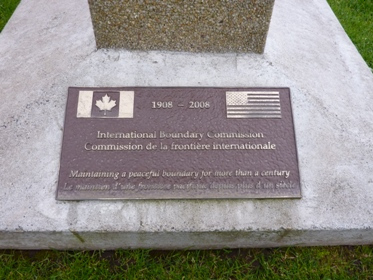 1908 - 2008
International Boundary Commission
Commission de la frontière internationale
Maintaining a peaceful boundary for more than a century
Le maintien d'une frontière pacifique depuis plus d'un siècle